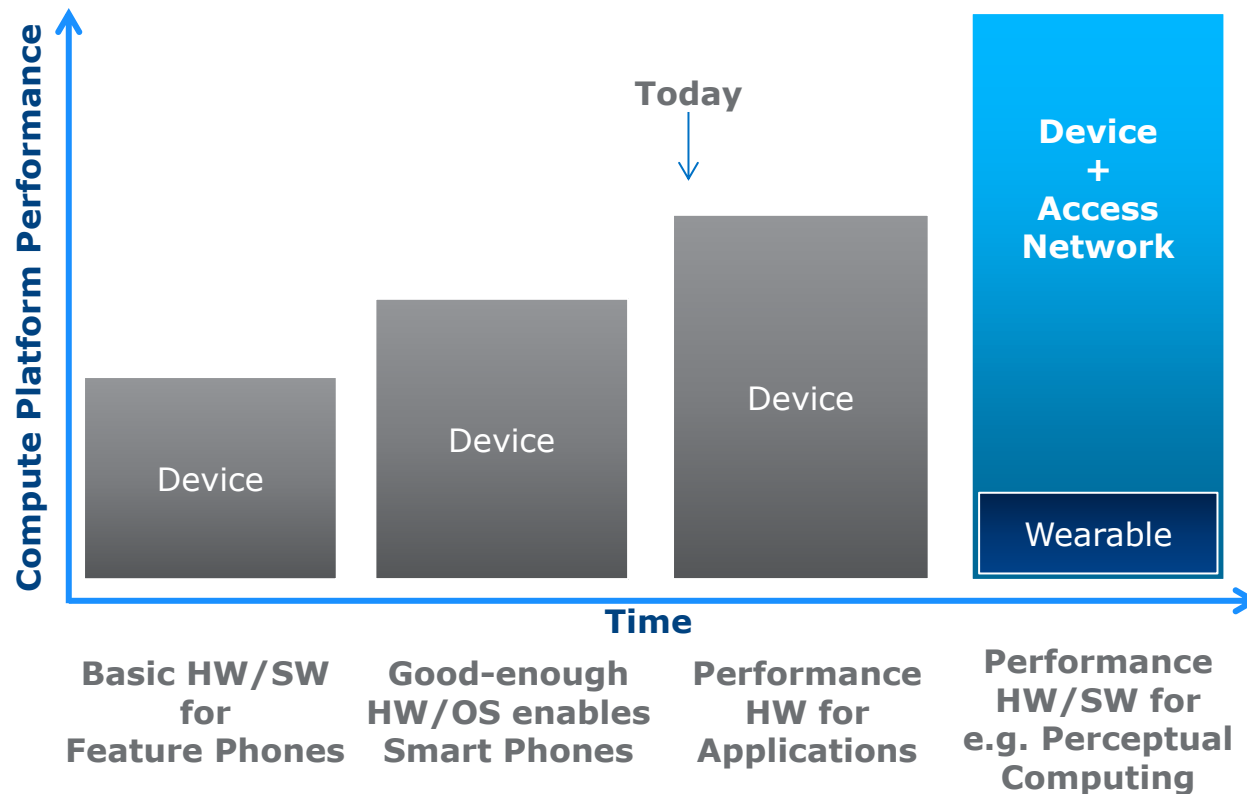 Compute Platform Performance
Today
Device
Device
Device
Device
+
Access
Network
Wearable
Time
Basic HW/SW
for
Feature Phones
Good-enough
HW/OS enables
Smart Phones
Performance
HW for
Applications
Performance
HW/SW for
e.g. Perceptual
Computing